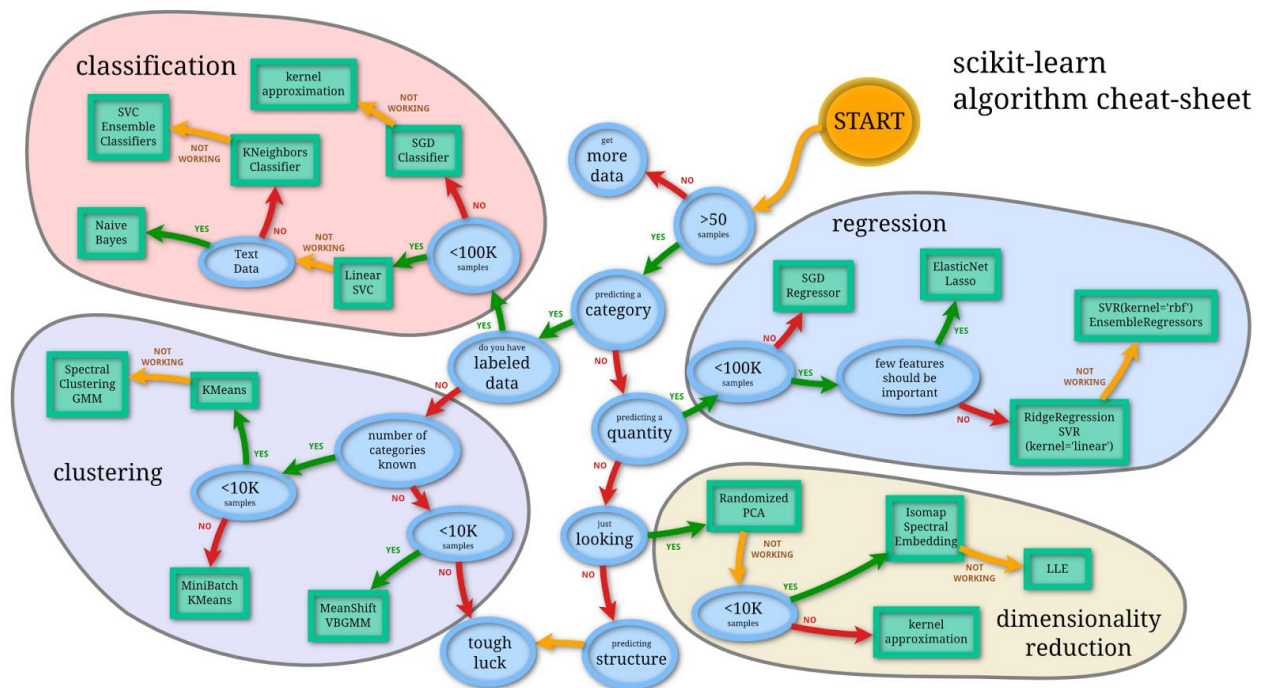 scikit-learn
algorithm cheat-sheet
START
classification
kernel
approximation
NOT
WORKING
SVC
Ensemble
Classifiers
NOT
WORKING
KNeighbors
Classifier
SGD
Classifier
NO
Naive
Bayes
YES
NO
Text
Data
NOT
WORKING
Linear
SVC
YES
<100K
samples
get
more
data
NO
>50
samples
YES
predicting a
category
YES
YES
do you have
labeled
data
NO
NO
predicting a
quantity
YES
NO
just
looking
YES
NO
predicting
structure
tough
luck
regression
SGD
Regressor
NO
ElasticNet
Lasso
YES
SVR(kernel='rbf')
EnsembleRegressors
NOT
WORKING
<100K
samples
YES
few features
should be
important
NO
RidgeRegression
SVR
(kernel='linear')
clustering
Spectral
Clustering
GMM
NOT
WORKING
KMeans
YES
number of
categories
known
YES
NO
<10K
samples
NO
MiniBatch
KMeans
<10K
samples
YES
NO
MeanShift
VBGMM
dimensionality
reduction
Randomized
PCA
NOT
WORKING
<10K
samples
YES
NO
Isomap
Spectral
Embedding
NOT
WORKING
LLE
kernel
approximation